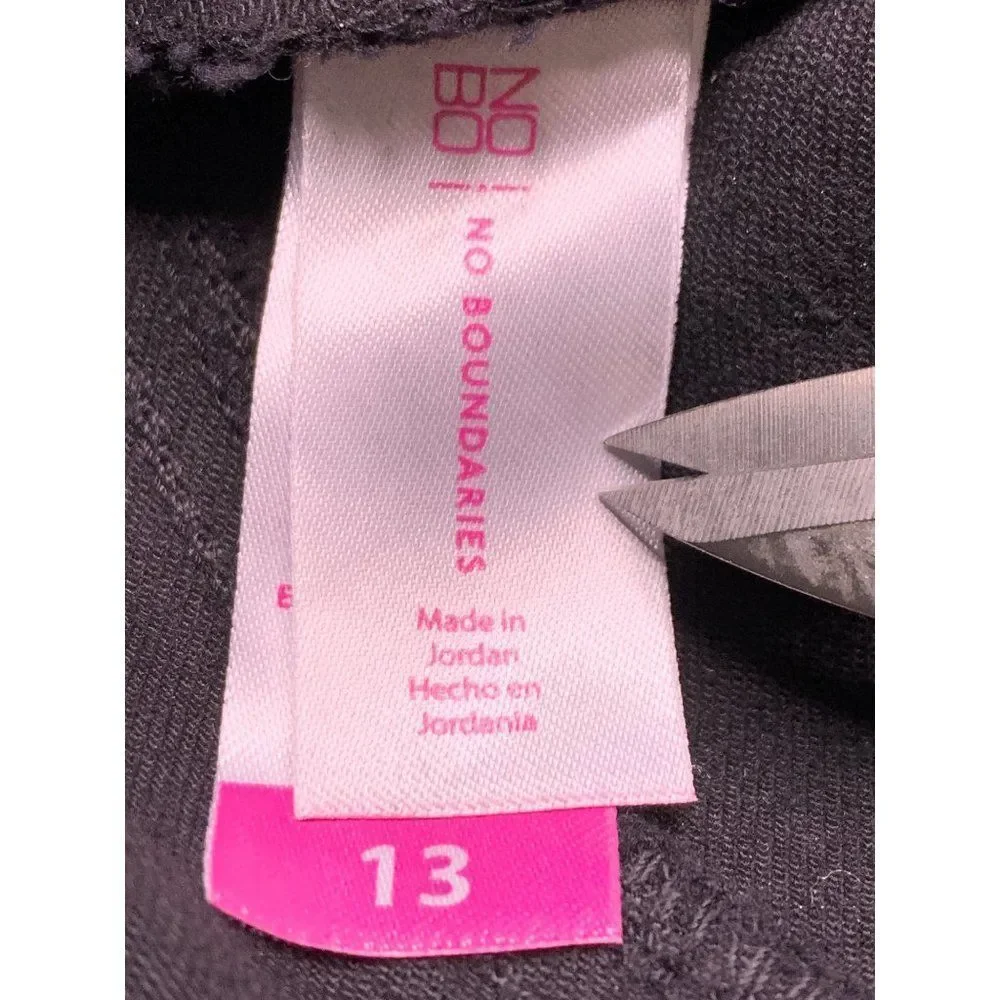 NO
BO
NO BOUNDARIES
Made in
Jordan
Hecho en
Jordania
13